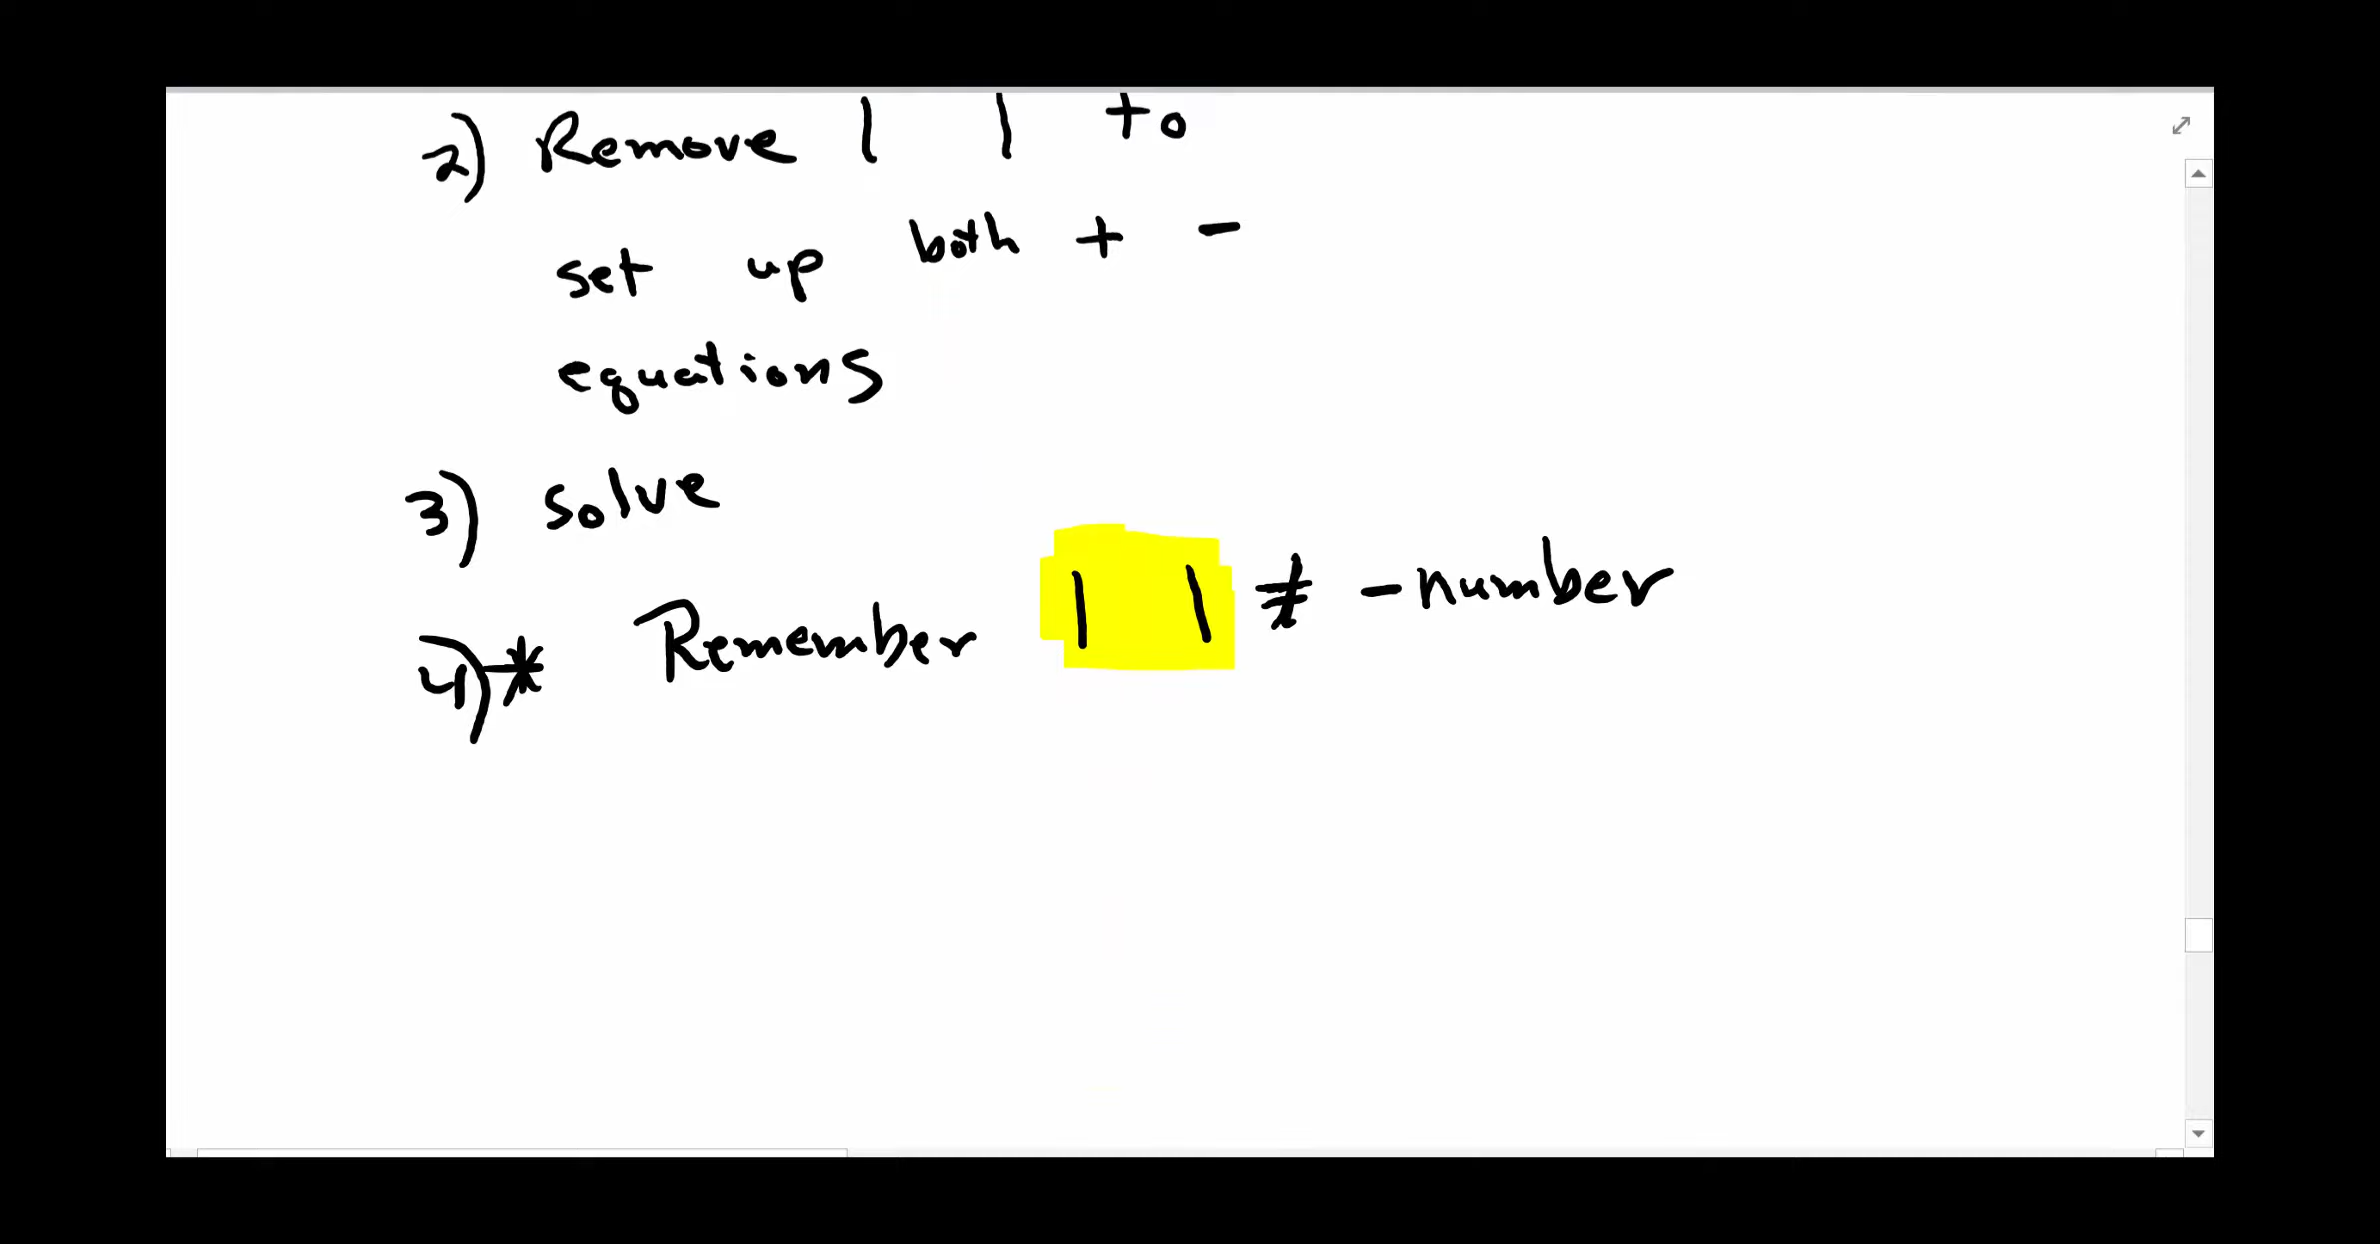 2) Remove | | to
set up both + -
equations
3) solve
4)* Remember | | ≠ -number